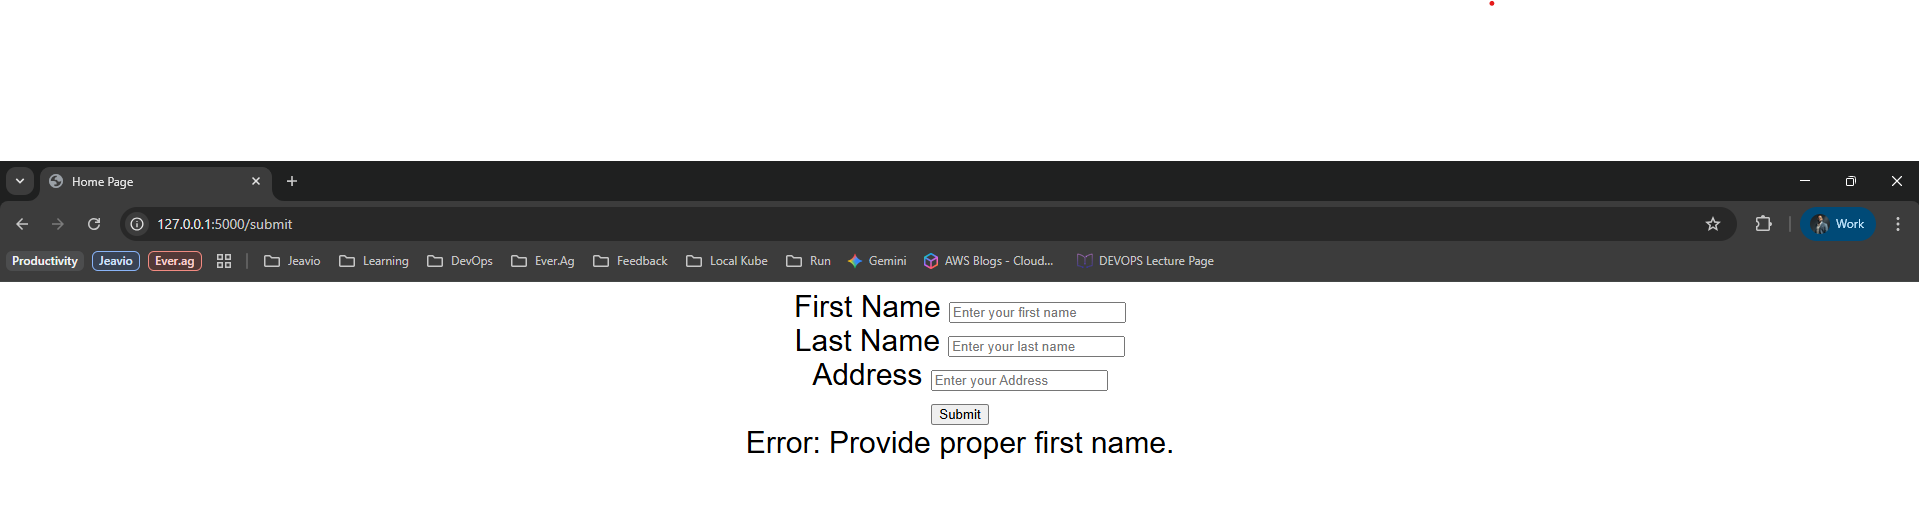 Home Page
127.0.0.1:5000/submit
Work
Productivity Jeavio Ever.ag Jeavio Learning DevOps Ever.Ag Feedback Local Kube Run Gemini AWS Blogs - Cloud... DEVOPS Lecture Page
First Name Enter your first name
Last Name Enter your last name
Address Enter your Address
Submit
Error: Provide proper first name.